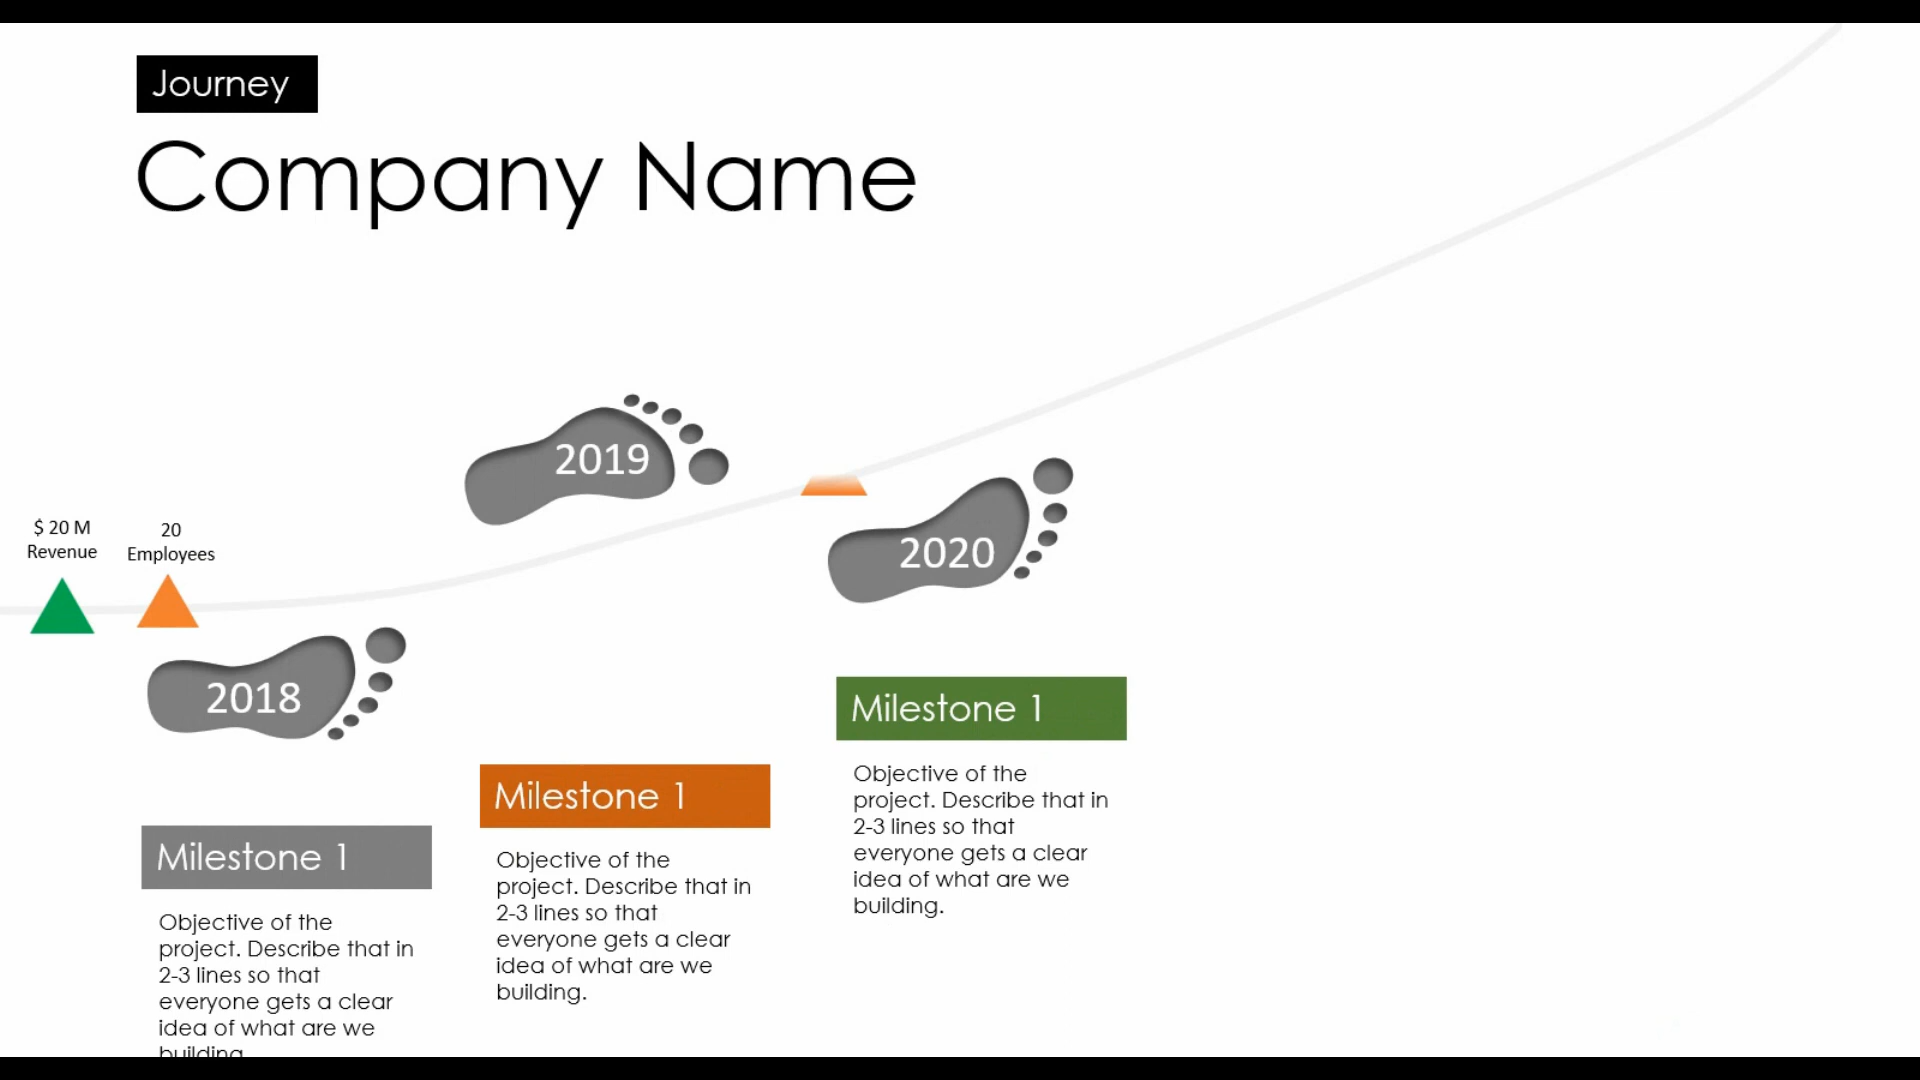 Journey
Company Name
2019
$ 20 M
Revenue
20
Employees
2020
2018
Milestone 1
Objective of the
project. Describe that in
2-3 lines so that
everyone gets a clear
idea of what are we
building.
Milestone 1
Objective of the
project. Describe that in
2-3 lines so that
everyone gets a clear
idea of what are we
building.
Milestone 1
Objective of the
project. Describe that in
2-3 lines so that
everyone gets a clear
idea of what are we
building.